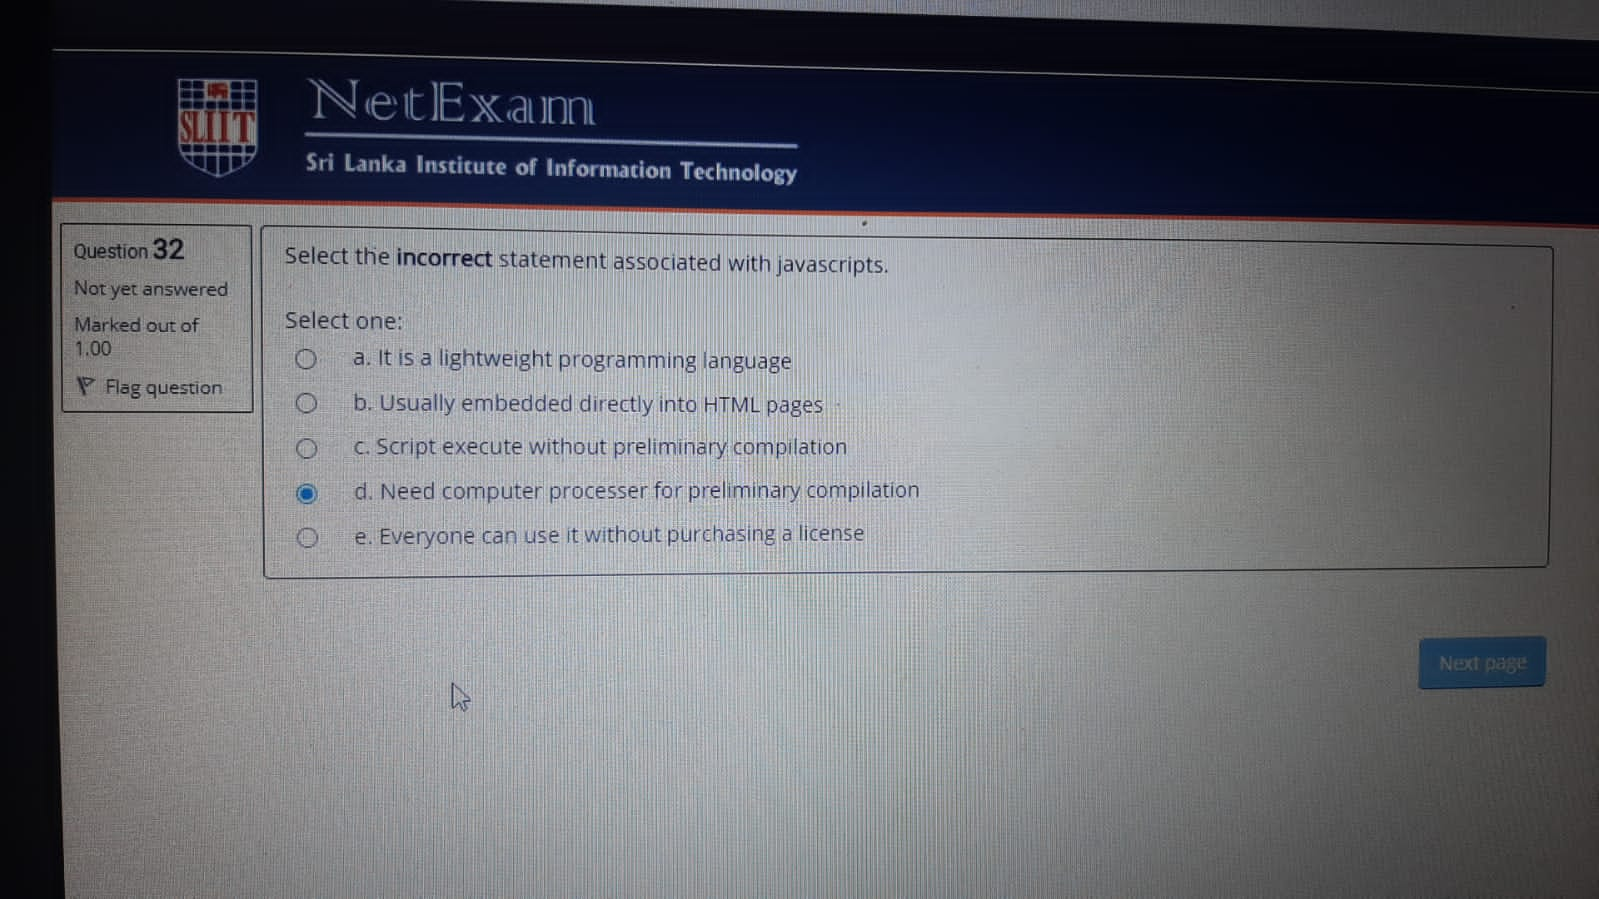 SLIIT
NetExam
Sri Lanka Institute of Information Technology
Question 32
Not yet answered
Marked out of
1.00
Flag question
Select the incorrect statement associated with javascripts.
Select one:
a. It is a lightweight programming language
b. Usually embedded directly into HTML pages
c. Script execute without preliminary compilation
d. Need computer processer for preliminary compilation
e. Everyone can use it without purchasing a license
Next page